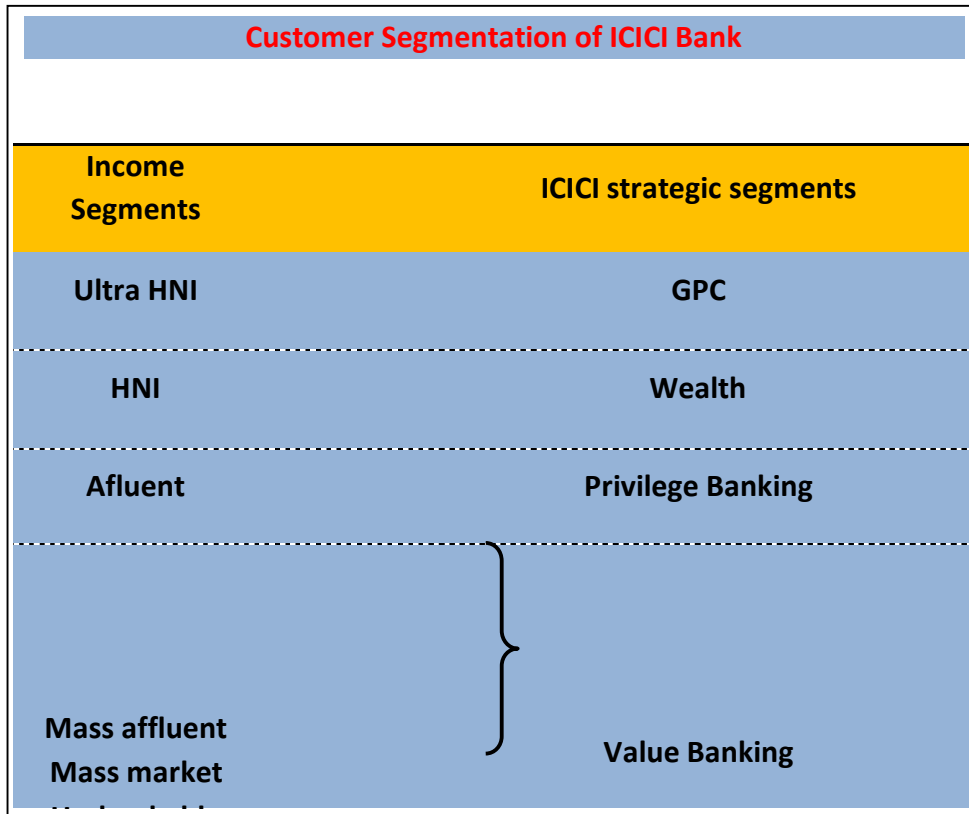 Customer Segmentation of ICICI Bank
Income
Segments
ICICI strategic segments
Ultra HNI
GPC
HNI
Wealth
Afluent
Privilege Banking
Mass affluent
Mass market
Value Banking